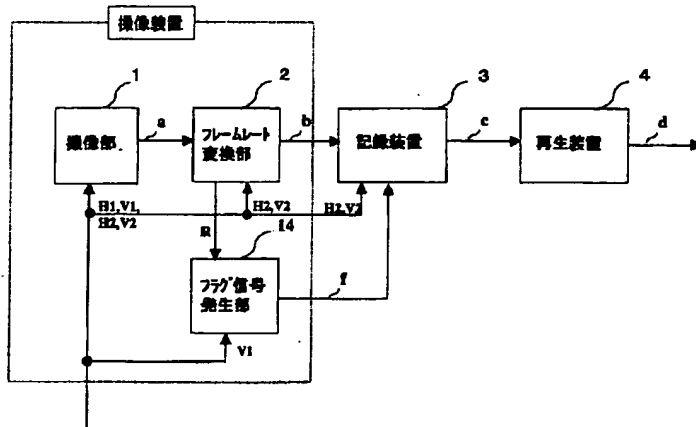 撮像装置
1
2
3
4
撮像部
a
フレームレート
変換部
b
記録装置
c
再生装置
d
H1,V1,
H2,V2
H2,V2
H2,V2
R
14
フラグ信号
発生部
f
V1